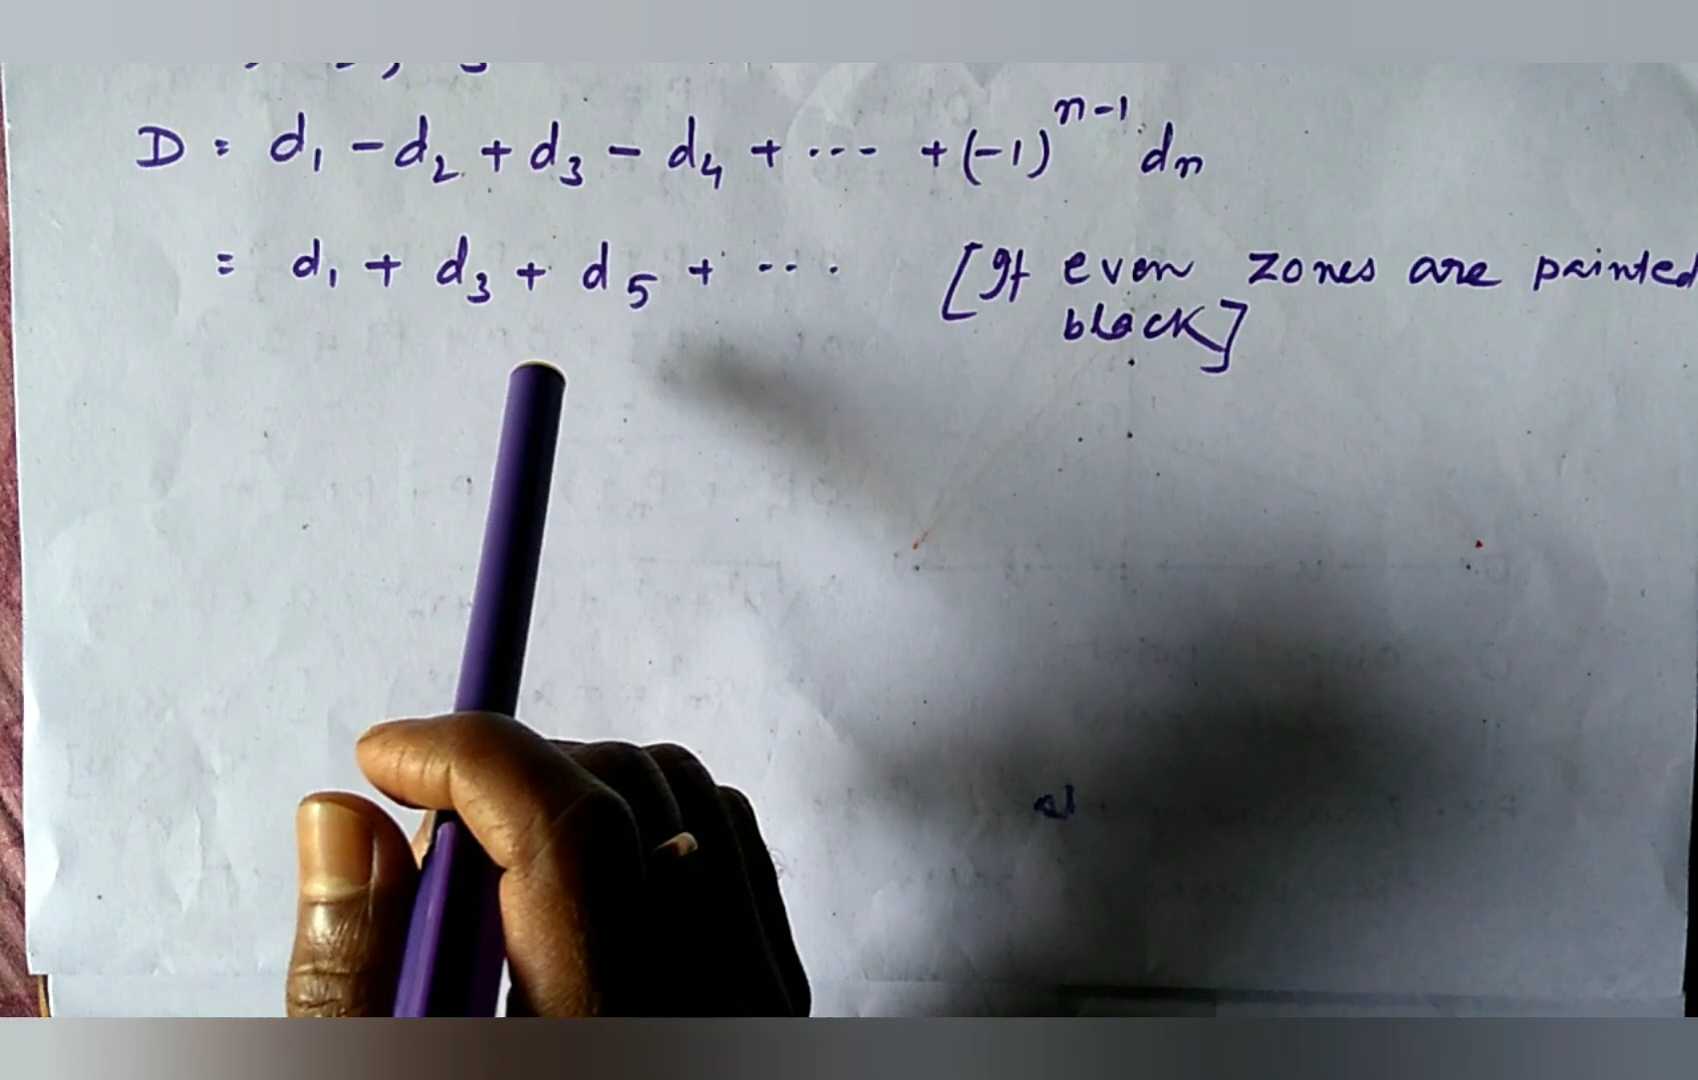 D = d₁ - d₂ + d₃ - d₄ + --- + (-1)ⁿ⁻¹ dₙ
= d₁ + d₃ + d₅ + --- [If even zones are painted
black]